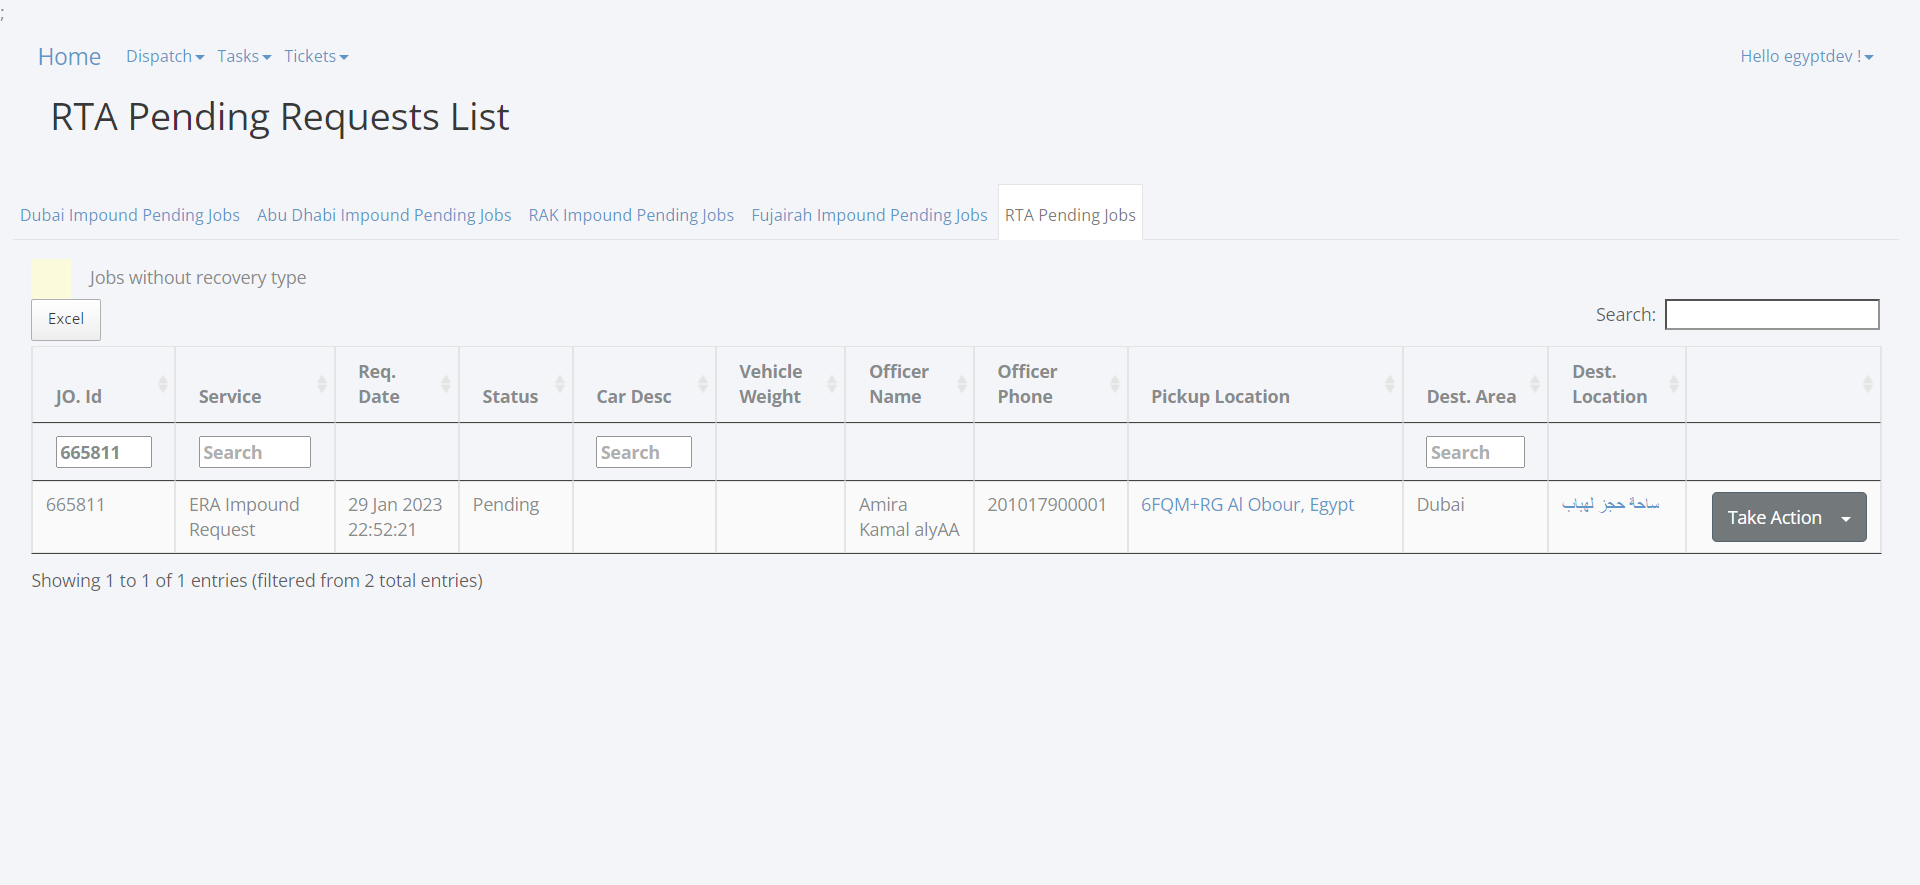 ;
Home Dispatch Tasks Tickets Hello egyptdev !
RTA Pending Requests List
Dubai Impound Pending Jobs Abu Dhabi Impound Pending Jobs RAK Impound Pending Jobs Fujairah Impound Pending Jobs RTA Pending Jobs
Jobs without recovery type
Excel Search:
JO. Id Service Req. Date Status Car Desc Vehicle Weight Officer Name Officer Phone Pickup Location Dest. Area Dest. Location
665811 Search Search Search
665811 ERA Impound Request 29 Jan 2023 22:52:21 Pending Amira Kamal alyAA 201017900001 6FQM+RG Al Obour, Egypt Dubai ساحة حجز لهباب Take Action
Showing 1 to 1 of 1 entries (filtered from 2 total entries)